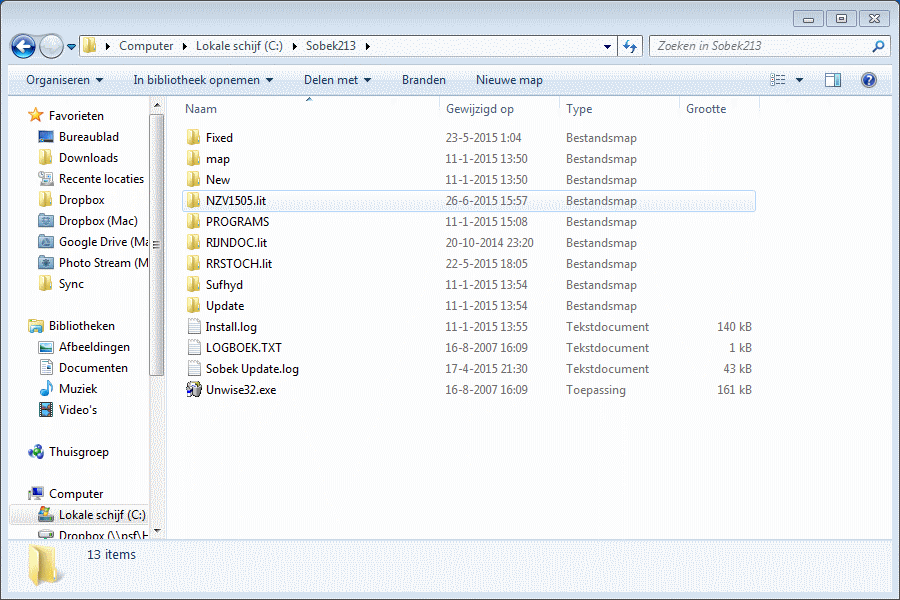 Computer Lokale schijf (C:) Sobek213
Zoeken in Sobek213
Organiseren In bibliotheek opnemen Delen met Branden Nieuwe map
Favorieten
Bureaublad
Downloads
Recente locaties
Dropbox
Dropbox (Mac)
Google Drive (Ma
Photo Stream (M
Sync
Bibliotheken
Afbeeldingen
Documenten
Muziek
Video's
Thuisgroep
Computer
Lokale schijf (C:)
Dropbox (\\psf\H
Naam Gewijzigd op Type Grootte
Fixed 23-5-2015 1:04 Bestandsmap
map 11-1-2015 13:50 Bestandsmap
New 11-1-2015 13:50 Bestandsmap
NZV1505.lit 26-6-2015 15:57 Bestandsmap
PROGRAMS 11-1-2015 15:08 Bestandsmap
RIJNDOC.lit 20-10-2014 23:20 Bestandsmap
RRSTOCH.lit 22-5-2015 18:05 Bestandsmap
Sufhyd 11-1-2015 13:54 Bestandsmap
Update 11-1-2015 13:54 Bestandsmap
Install.log 11-1-2015 13:55 Tekstdocument 140 kB
LOGBOEK.TXT 16-8-2007 16:09 Tekstdocument 1 kB
Sobek Update.log 17-4-2015 21:30 Tekstdocument 43 kB
Unwise32.exe 16-8-2007 16:09 Toepassing 161 kB
13 items